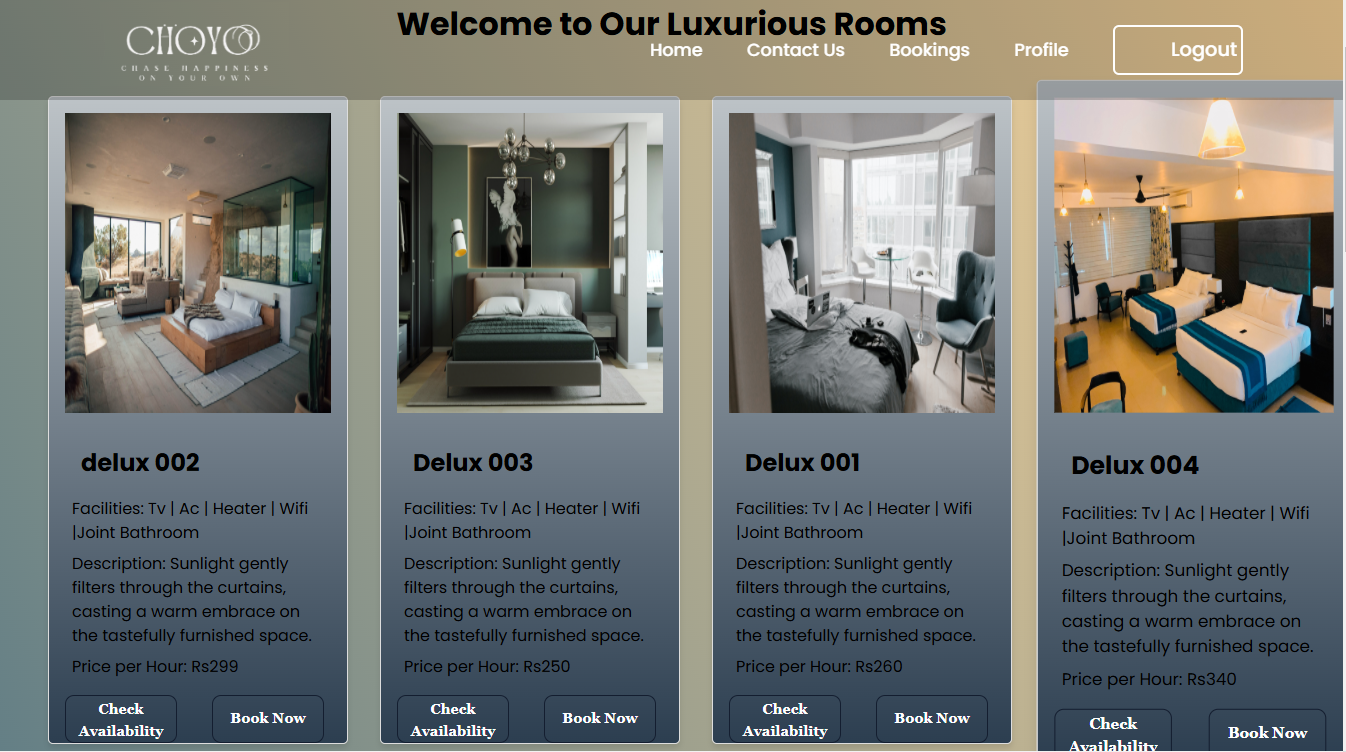 Welcome to Our Luxurious Rooms
CHOYO
CHASE HAPPINESS
ON YOUR OWN
Home
Contact Us
Bookings
Profile
Logout
delux 002
Facilities: Tv | Ac | Heater | Wifi
|Joint Bathroom
Description: Sunlight gently
filters through the curtains,
casting a warm embrace on
the tastefully furnished space.
Price per Hour: Rs299
Check
Availability
Book Now
Delux 003
Facilities: Tv | Ac | Heater | Wifi
|Joint Bathroom
Description: Sunlight gently
filters through the curtains,
casting a warm embrace on
the tastefully furnished space.
Price per Hour: Rs250
Check
Availability
Book Now
Delux 001
Facilities: Tv | Ac | Heater | Wifi
|Joint Bathroom
Description: Sunlight gently
filters through the curtains,
casting a warm embrace on
the tastefully furnished space.
Price per Hour: Rs260
Check
Availability
Book Now
Delux 004
Facilities: Tv | Ac | Heater | Wifi
|Joint Bathroom
Description: Sunlight gently
filters through the curtains,
casting a warm embrace on
the tastefully furnished space.
Price per Hour: Rs340
Check
Availability
Book Now